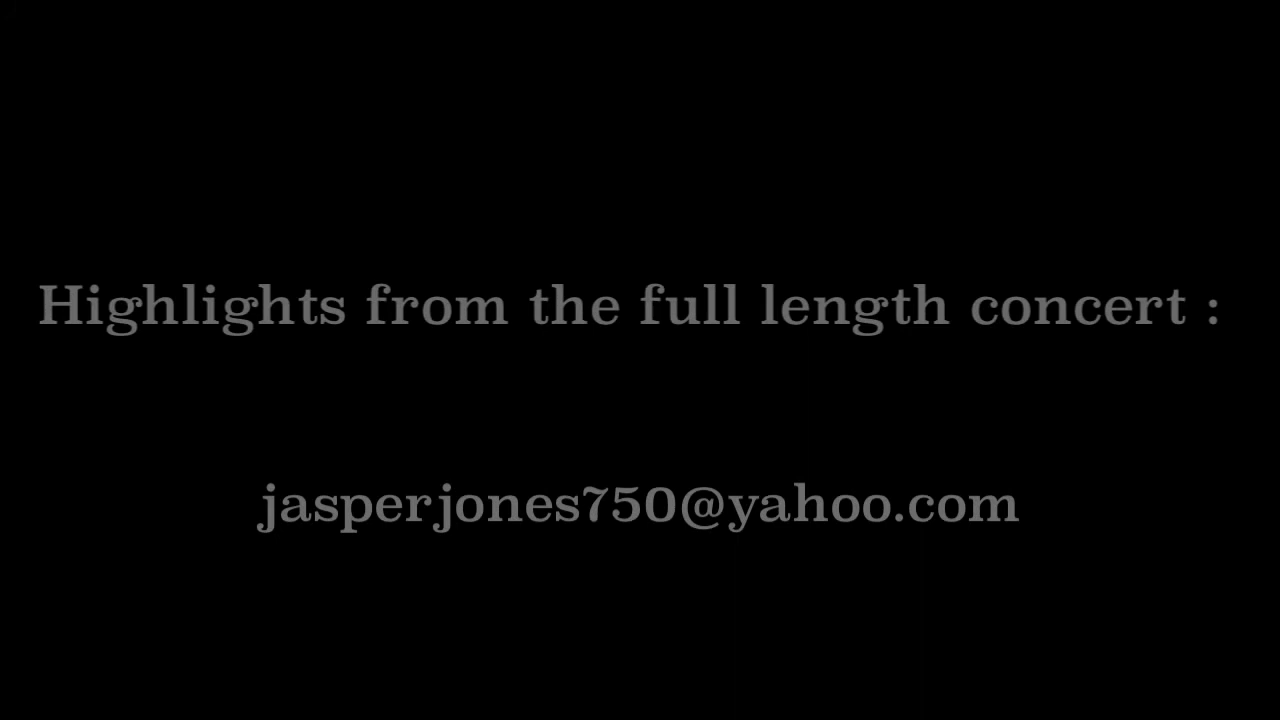 Highlights from the full length concert :
jasperjones750@yahoo.com